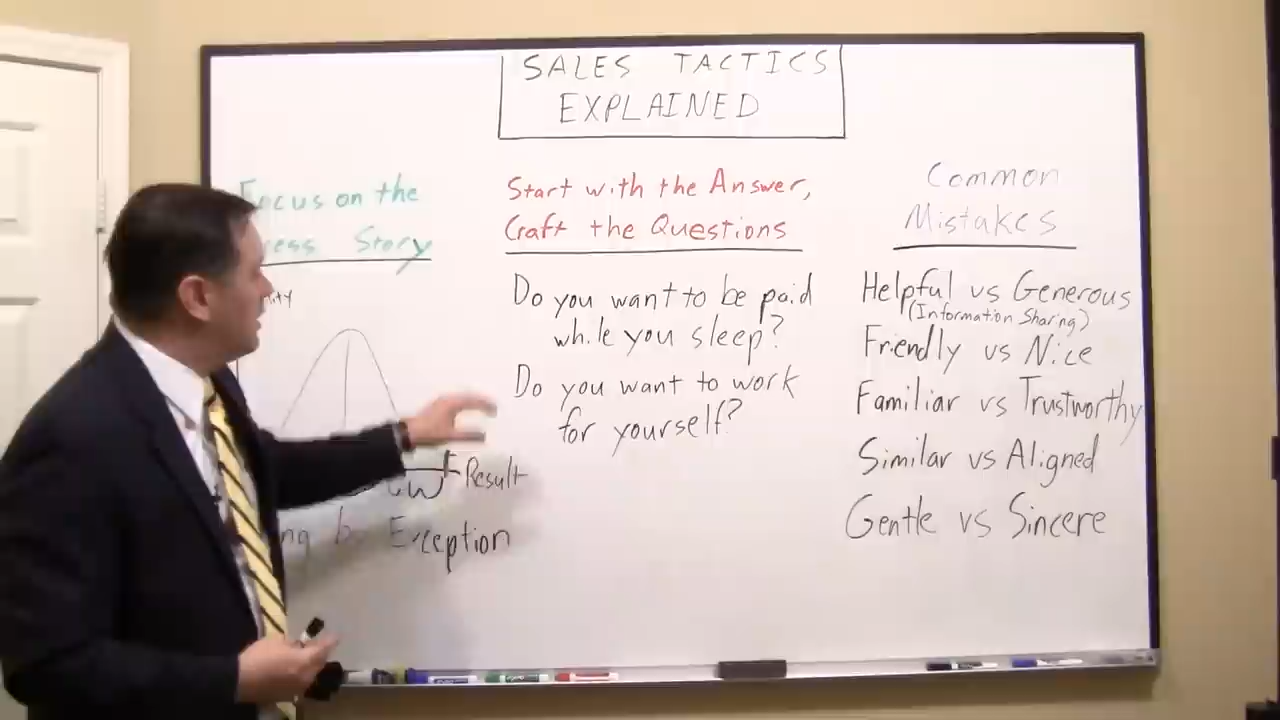 SALES TACTICS
EXPLAINED
Focus on the
Story
Result
Exception
Start with the Answer,
Craft the Questions
Do you want to be paid
while you sleep?
Do you want to work
for yourself?
Common
Mistakes
Helpful vs Generous
(Information Sharing)
Friendly vs Nice
Familiar vs Trustworthy
Similar vs Aligned
Gentle vs Sincere